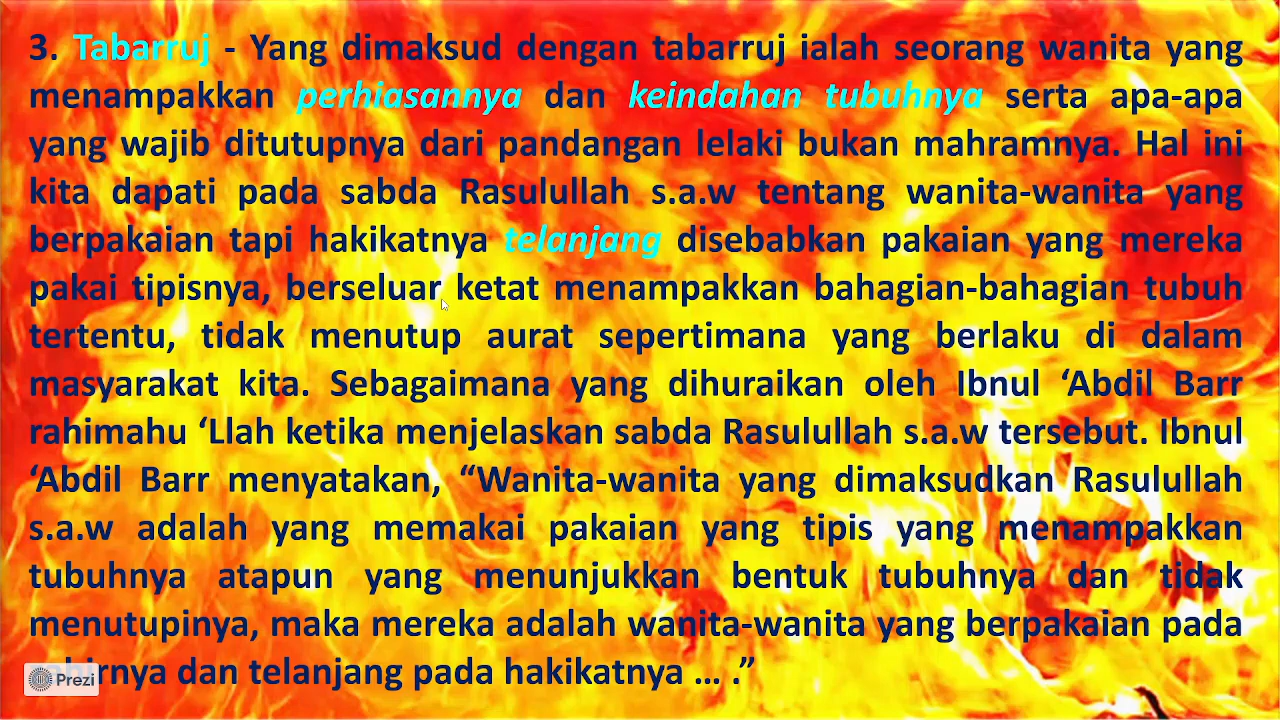 3. Tabarruj - Yang dimaksud dengan tabarruj ialah seorang wanita yang
menampakkan perhiasannya dan keindahan tubuhnya serta apa-apa
yang wajib ditutupnya dari pandangan lelaki bukan mahramnya. Hal ini
kita dapati pada sabda Rasulullah s.a.w tentang wanita-wanita yang
berpakaian tapi hakikatnya telanjang disebabkan pakaian yang mereka
pakai tipisnya, berseluar ketat menampakkan bahagian-bahagian tubuh
tertentu, tidak menutup aurat sepertimana yang berlaku di dalam
masyarakat kita. Sebagaimana yang dihuraikan oleh Ibnul ‘Abdil Barr
rahimahu ‘Llah ketika menjelaskan sabda Rasulullah s.a.w tersebut. Ibnul
‘Abdil Barr menyatakan, “Wanita-wanita yang dimaksudkan Rasulullah
s.a.w adalah yang memakai pakaian yang tipis yang menampakkan
tubuhnya atapun yang menunjukkan bentuk tubuhnya dan tidak
menutupinya, maka mereka adalah wanita-wanita yang berpakaian pada
dan telanjang pada hakikatnya ... .”
Prezi